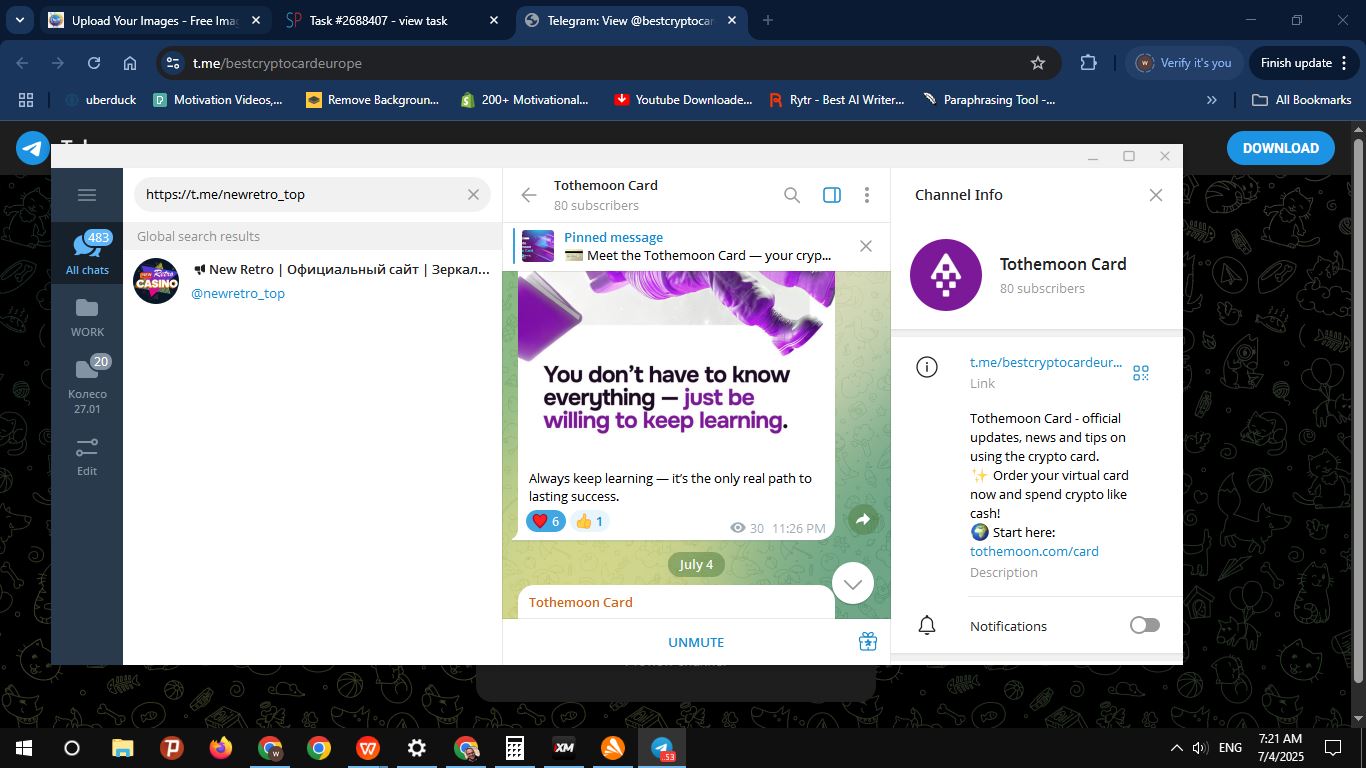 Upload Your Images - Free Imag
Task #2688407 - view task
Telegram: View @bestcryptocar
t.me/bestcryptocardeurope
Verify it's you
Finish update
uberduck
Motivation Videos,...
Remove Backgroun...
200+ Motivational...
Youtube Downloade...
Rytr - Best AI Writer...
Paraphrasing Tool -...
All Bookmarks
DOWNLOAD
https://t.me/newretro_top
Global search results
New Retro | Официальный сайт | Зеркал...
@newretro_top
483
All chats
WORK
20
Колесо
27.01
Edit
Tothemoon Card
80 subscribers
Pinned message
Meet the Tothemoon Card — your cryp...
You don't have to know
everything — just be
willing to keep learning.
Always keep learning — it's the only real path to
lasting success.
6
1
30 11:26 PM
July 4
Tothemoon Card
UNMUTE
Channel Info
Tothemoon Card
80 subscribers
t.me/bestcryptocardeur...
Link
Tothemoon Card - official
updates, news and tips on
using the crypto card.
✨ Order your virtual card
now and spend crypto like
cash!
🌍 Start here:
tothemoon.com/card
Description
Notifications
ENG
7:21 AM
7/4/2025